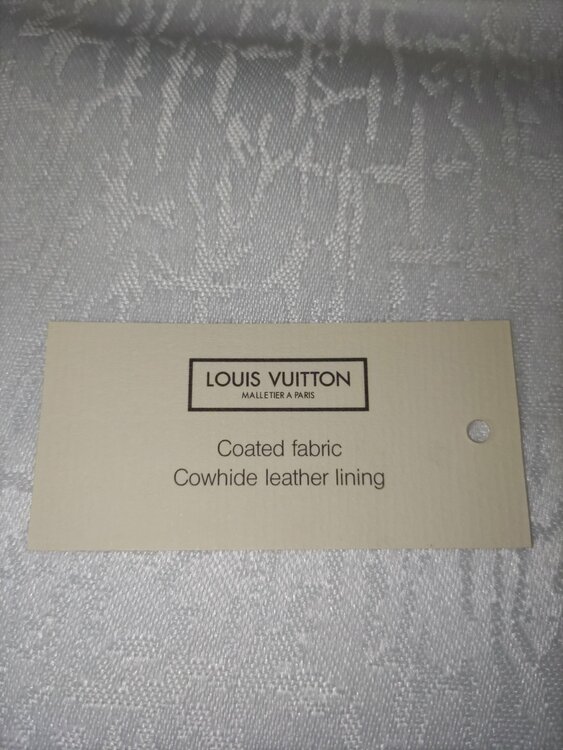 LOUIS VUITTON
MALLETIER A PARIS
Coated fabric
Cowhide leather lining